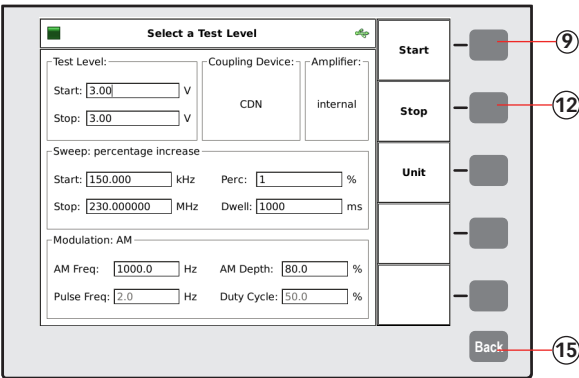 Select a Test Level
Start
9
Test Level:
Coupling Device:
Amplifier:
Start: 3.00 V
CDN
internal
Stop: 3.00 V
Stop
12
Sweep: percentage increase
Start: 150.000 kHz Perc: 1 %
Unit
Stop: 230.000000 MHz Dwell: 1000 ms
Modulation: AM
AM Freq: 1000.0 Hz AM Depth: 80.0 %
Pulse Freq: 2.0 Hz Duty Cycle: 50.0 %
Back
15